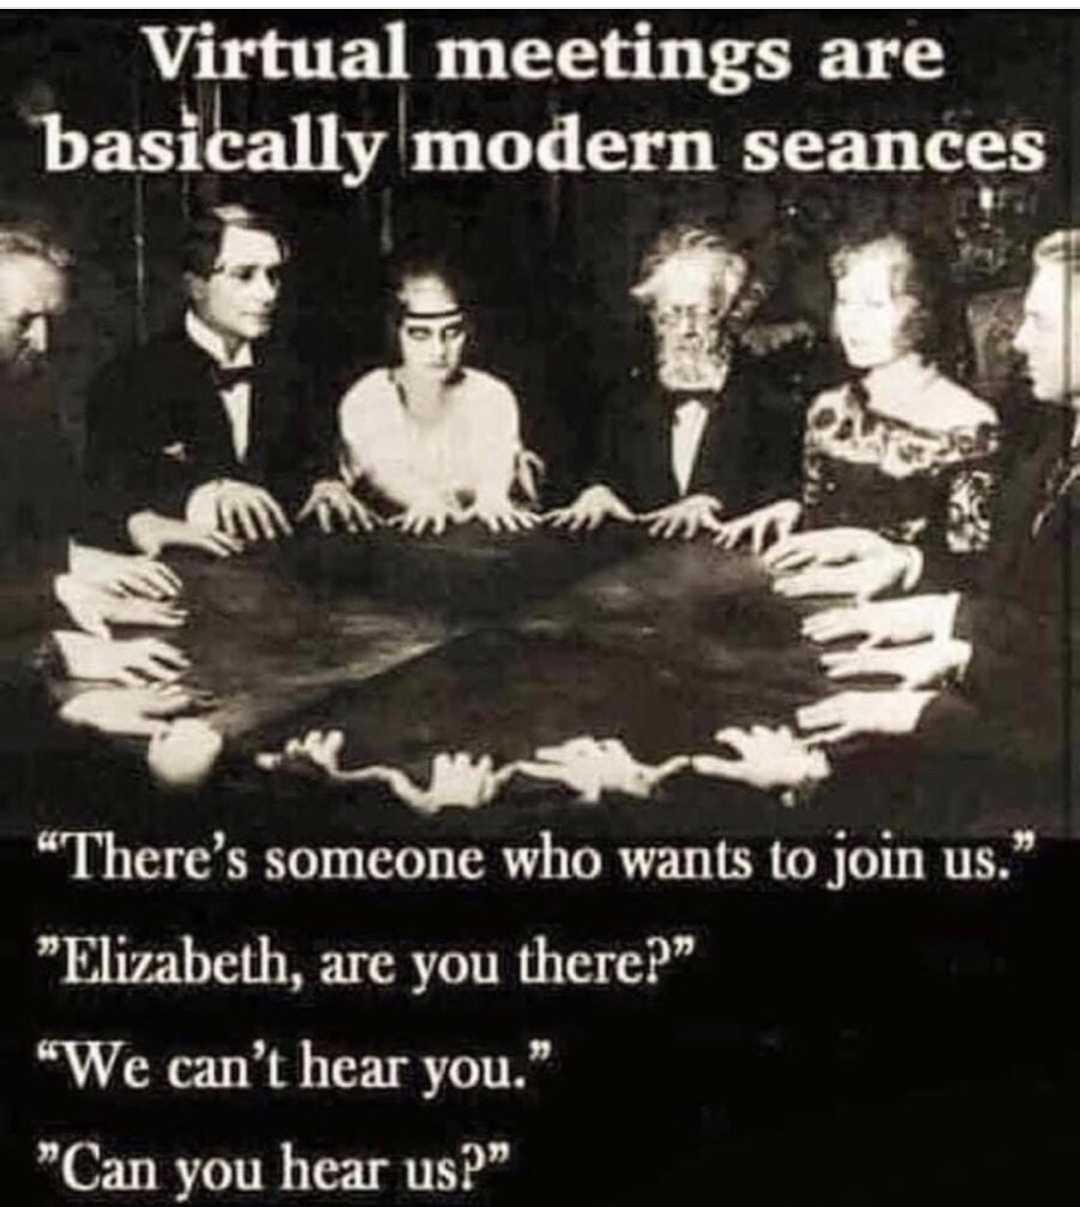 Virtual meetings are
basically modern seances
“There’s someone who wants to join us.”
”Elizabeth, are you there?”
“We can’t hear you.”
”Can you hear us?”